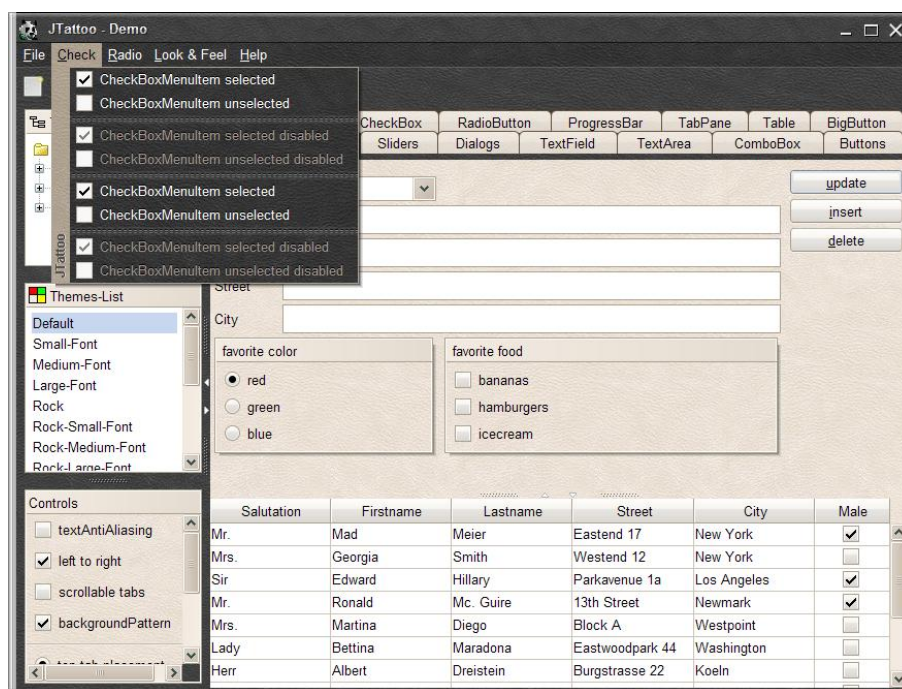 JTattoo - Demo
File Check Radio Look & Feel Help
CheckBoxMenuItem selected
CheckBoxMenuItem unselected
CheckBoxMenuItem selected disabled
CheckBoxMenuItem unselected disabled
CheckBoxMenuItem selected
CheckBoxMenuItem unselected
CheckBoxMenuItem selected disabled
CheckBoxMenuItem unselected disabled
JTattoo
CheckBox RadioButton ProgressBar TabPane Table BigButton
Sliders Dialogs TextField TextArea ComboBox Buttons
update
insert
delete
Street
City
Themes-List
Default
Small-Font
Medium-Font
Large-Font
Rock
Rock-Small-Font
Rock-Medium-Font
Rock-Large-Font
favorite color
red
green
blue
favorite food
bananas
hamburgers
icecream
Controls
textAntiAliasing
left to right
scrollable tabs
backgroundPattern
top tab placement
Salutation Firstname Lastname Street City Male
Mr. Mad Meier Eastend 17 New York
Mrs. Georgia Smith Westend 12 New York
Sir Edward Hillary Parkavenue 1a Los Angeles
Mr. Ronald Mc. Guire 13th Street Newmark
Mrs. Martina Diego Block A Westpoint
Lady Bettina Maradona Eastwoodpark 44 Washington
Herr Albert Dreistein Burgstrasse 22 Koeln